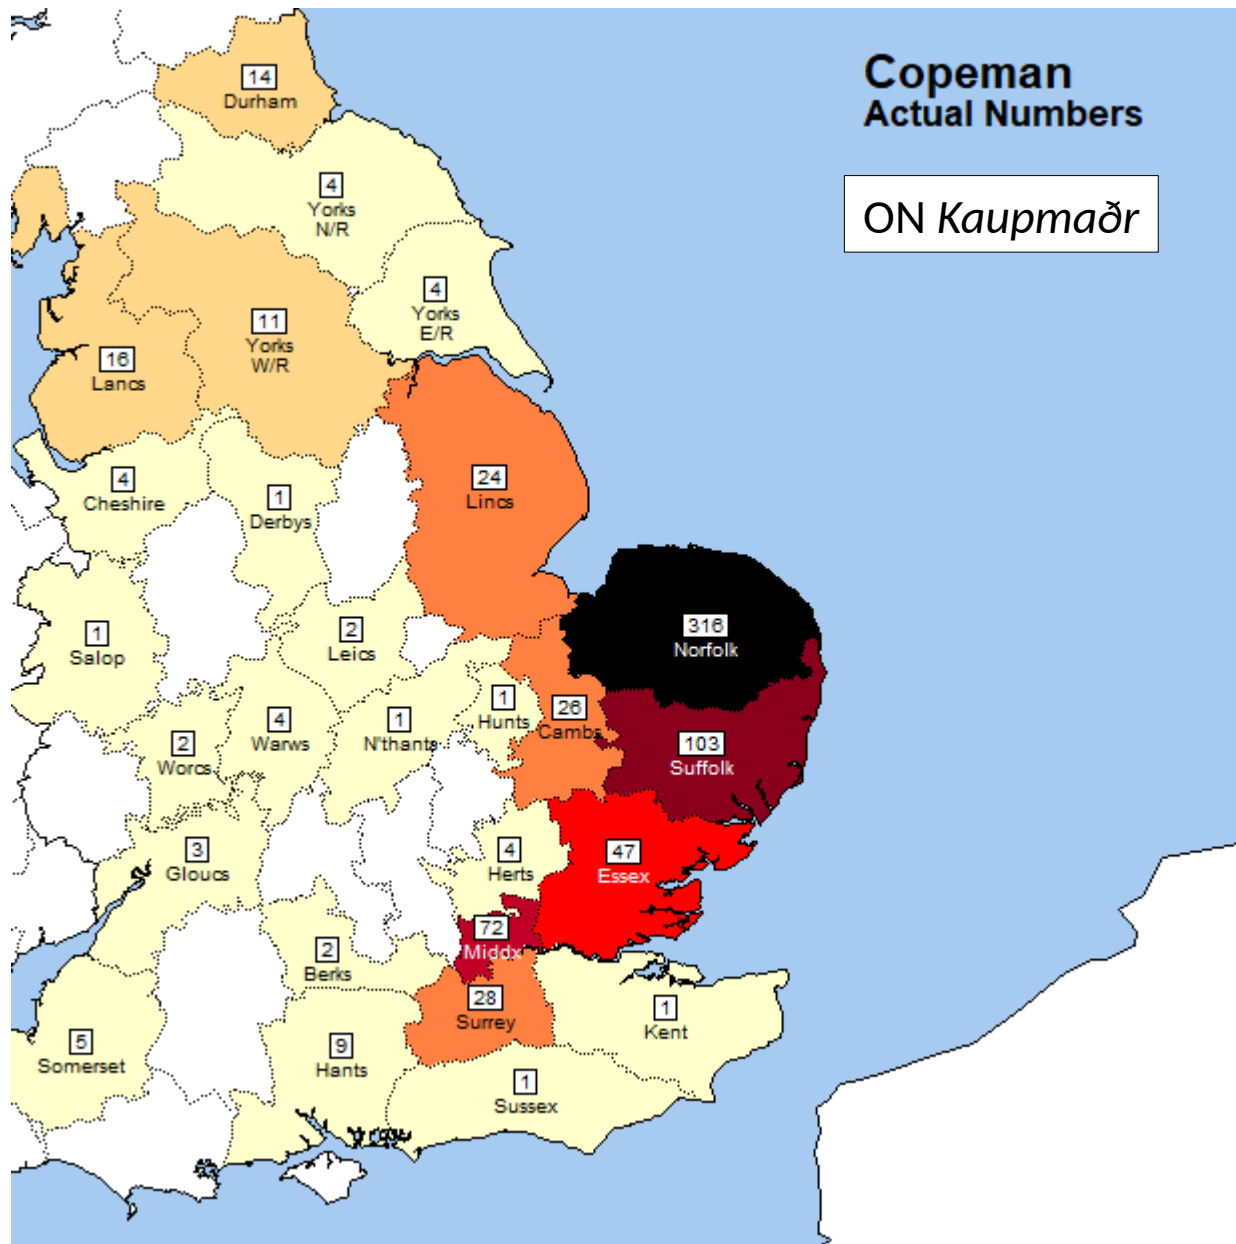 Copeman
Actual Numbers
ON Kaupmaðr
14
Durham
4
Yorks
N/R
4
Yorks
E/R
11
Yorks
W/R
16
Lancs
4
Cheshire
1
Derbys
24
Lincs
316
Norfolk
1
Salop
2
Leics
1
Hunts
26
Cambs
103
Suffolk
2
Worcs
4
Warws
1
N'thants
3
Gloucs
4
Herts
47
Essex
72
Middx
2
Berks
28
Surrey
1
Kent
5
Somerset
9
Hants
1
Sussex